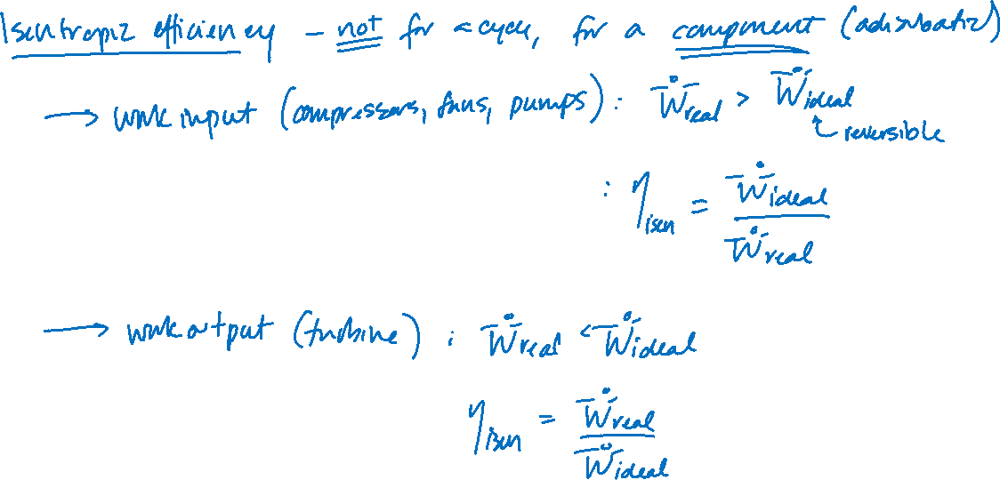 Isentropic efficiency – not for a cycle, for a component (adiabatic)
→ work input (compressors, fans, pumps) : Ẇreal > Ẇideal
↳ reversible
: ηisen = Ẇideal / Ẇreal
→ work output (turbine) : Ẇreal < Ẇideal
ηisen = Ẇreal / Ẇideal